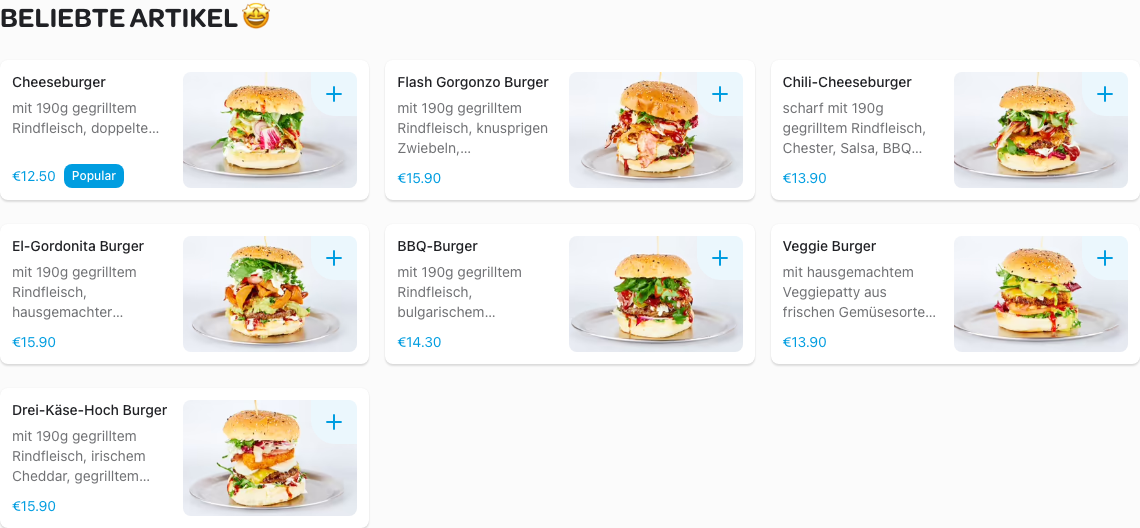 BELIEBTE ARTIKEL 🤩
Cheeseburger
mit 190g gegrilltem
Rindfleisch, doppelte...
€12.50 Popular
Flash Gorgonzo Burger
mit 190g gegrilltem
Rindfleisch, knusprigen
Zwiebeln,...
€15.90
Chili-Cheeseburger
scharf mit 190g
gegrilltem Rindfleisch,
Chester, Salsa, BBQ...
€13.90
El-Gordonita Burger
mit 190g gegrilltem
Rindfleisch,
hausgemachter...
€15.90
BBQ-Burger
mit 190g gegrilltem
Rindfleisch,
bulgarischem...
€14.30
Veggie Burger
mit hausgemachtem
Veggiepatty aus
frischen Gemüsesorte...
€13.90
Drei-Käse-Hoch Burger
mit 190g gegrilltem
Rindfleisch, irischem
Cheddar, gegrilltem...
€15.90